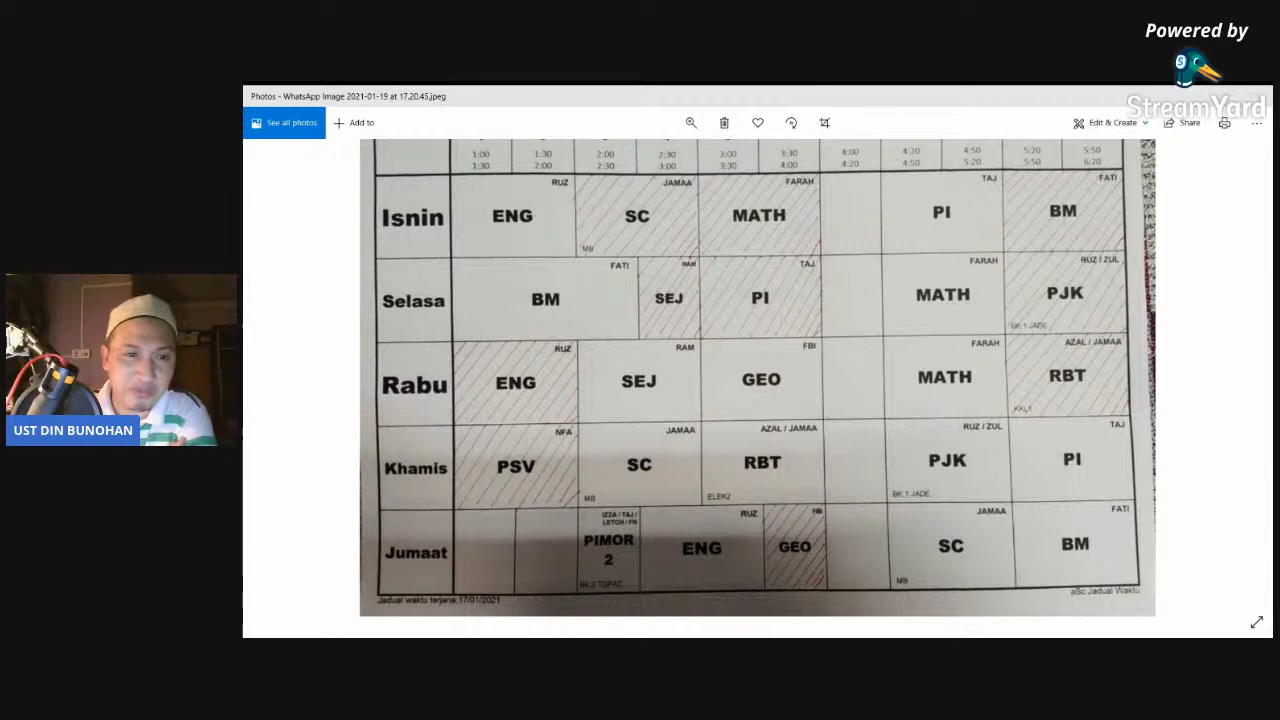 Powered by
StreamYard
Photos - WhatsApp Image 2021-01-19 at 17.20.45.jpeg
See all photos
Add to
Edit & Create
Share
1:00 1:30 2:00 2:30 3:00 3:30 4:00 4:20 4:50 5:20 5:50
1:30 2:00 2:30 3:00 3:30 4:00 4:20 4:50 5:20 5:50 6:20
RUZ JAMAA FARAH TAJ FATI
Isnin ENG SC MATH PI BM
MB
FATI RAM TAJ FARAH RUZ / ZUL
Selasa BM SEJ PI MATH PJK
BK.1 JADE
RUZ RAM FBI FARAH AZAL / JAMAA
Rabu ENG SEJ GEO MATH RBT
KKL1
NFA JAMAA AZAL / JAMAA RUZ / ZUL TAJ
Khamis PSV SC RBT PJK PI
MB ELEK2 BK.1 JADE
IZZA / TAJ / RUZ FBI JAMAA FATI
LETCH / FN
Jumaat PIMOR ENG GEO SC BM
2
BK.2 TOPAZ MB
Jadual waktu terjana:17/01/2021 aSc Jadual Waktu
UST DIN BUNOHAN